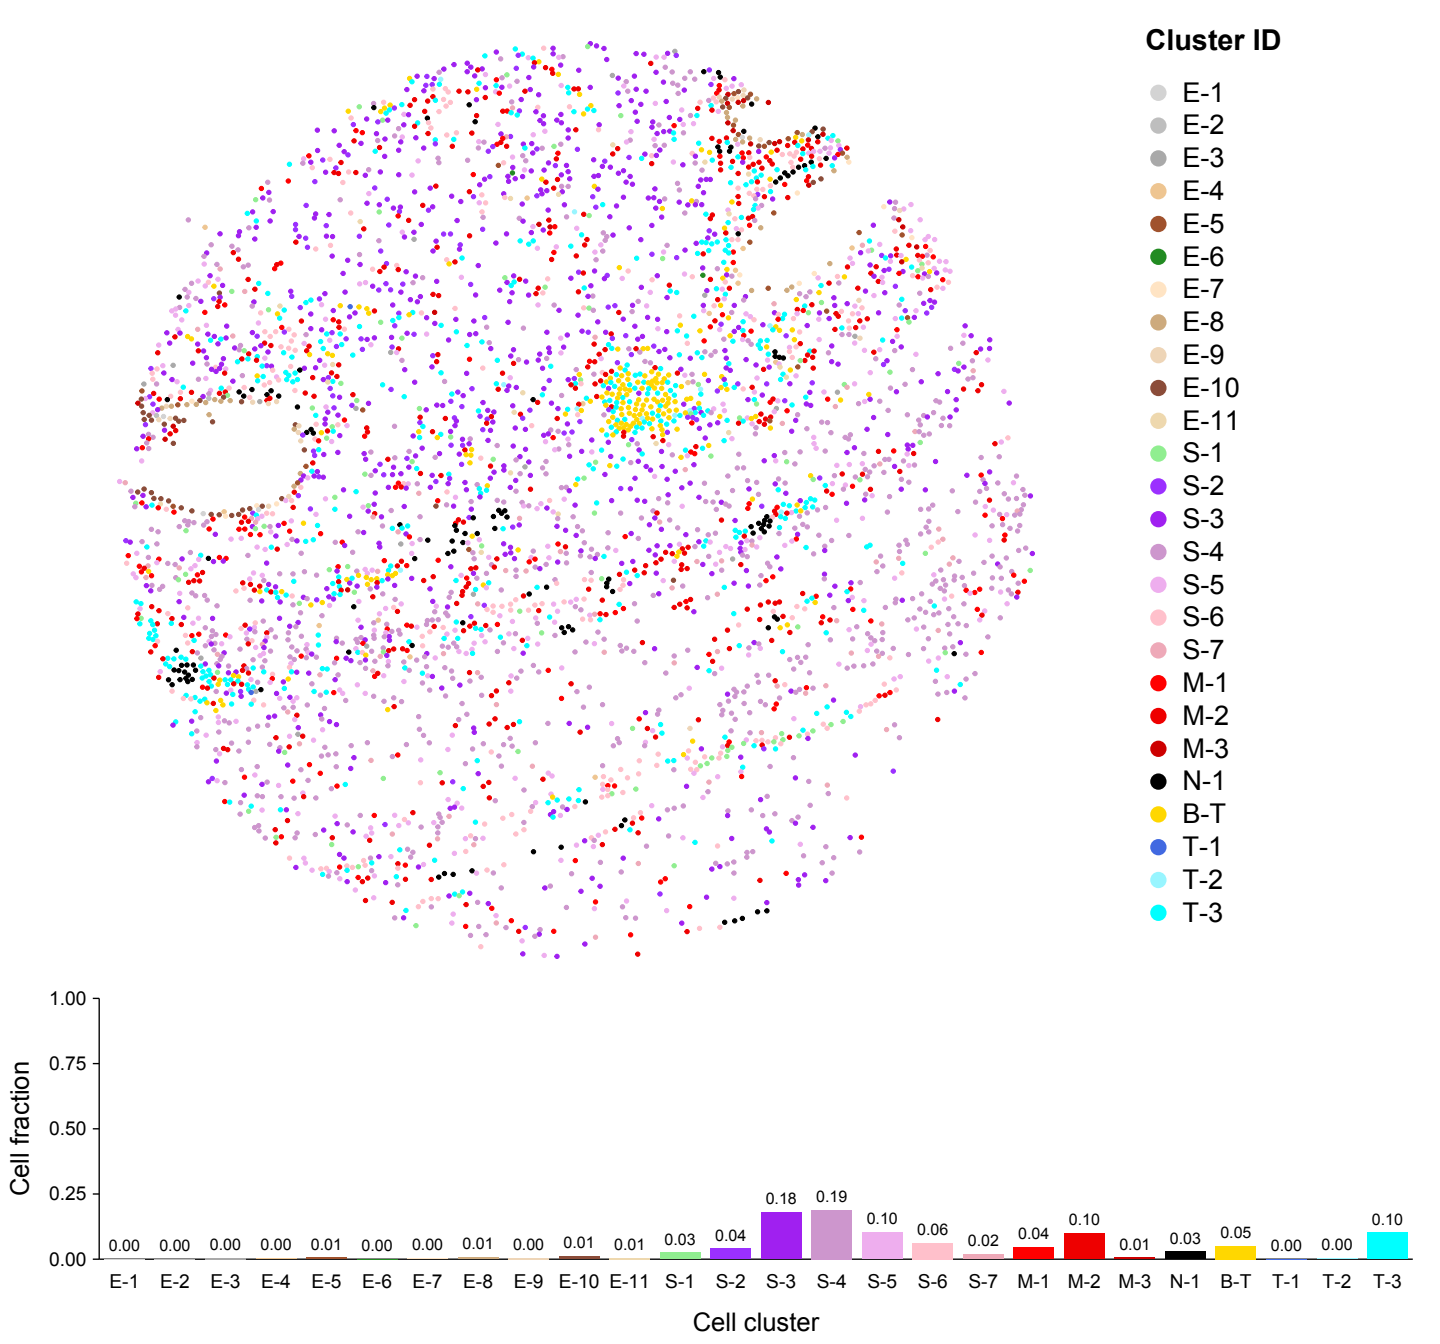 Cluster ID
E-1
E-2
E-3
E-4
E-5
E-6
E-7
E-8
E-9
E-10
E-11
S-1
S-2
S-3
S-4
S-5
S-6
S-7
M-1
M-2
M-3
N-1
B-T
T-1
T-2
T-3
1.00
0.75
0.50
0.25
0.00
Cell fraction
0.00 0.00 0.00 0.00 0.01 0.00 0.00 0.01 0.00 0.01 0.01 0.03 0.04 0.18 0.19 0.10 0.06 0.02 0.04 0.10 0.01 0.03 0.05 0.00 0.00 0.10
E-1 E-2 E-3 E-4 E-5 E-6 E-7 E-8 E-9 E-10 E-11 S-1 S-2 S-3 S-4 S-5 S-6 S-7 M-1 M-2 M-3 N-1 B-T T-1 T-2 T-3
Cell cluster